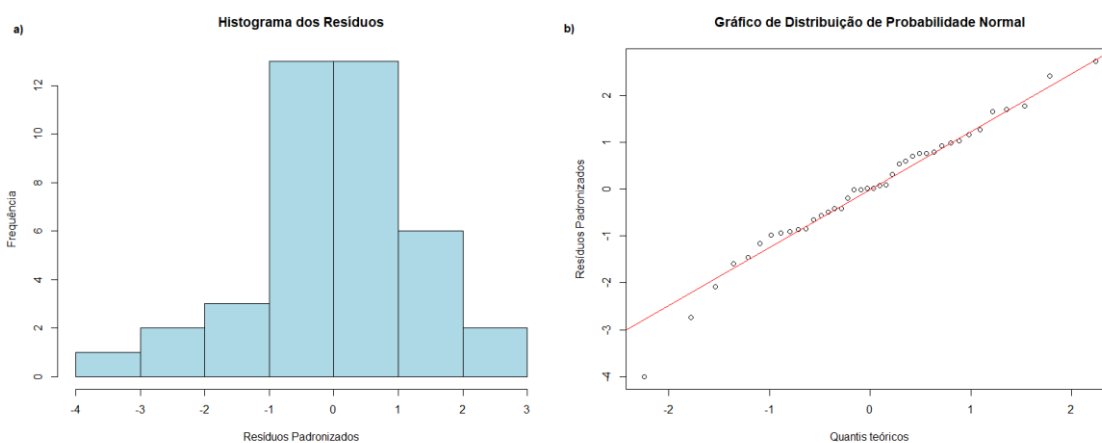 a)
Histograma dos Resíduos
Frequência
12
10
8
6
4
2
0
-4 -3 -2 -1 0 1 2 3
Resíduos Padronizados
b)
Gráfico de Distribuição de Probabilidade Normal
Resíduos Padronizados
2
1
0
-1
-2
-3
-4
-2 -1 0 1 2
Quantis teóricos